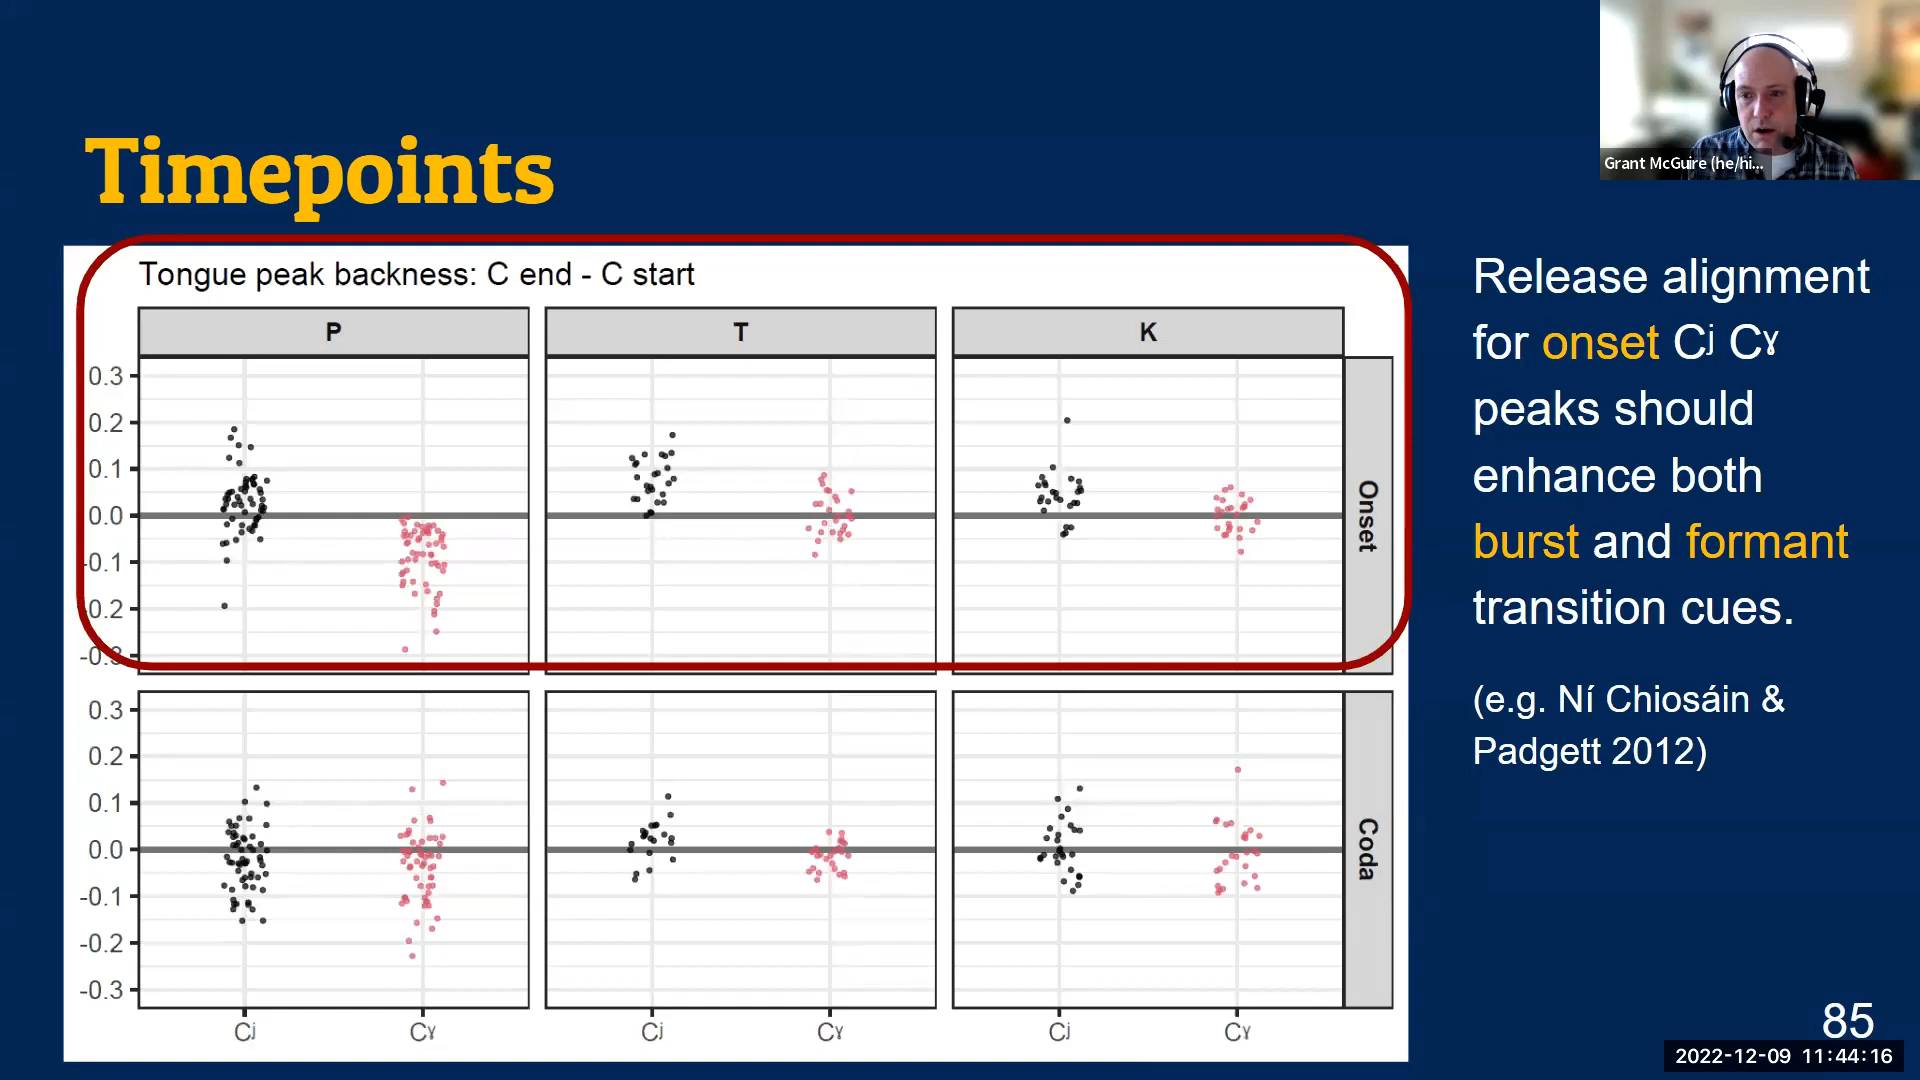 Grant McGuire (he/hi...
Timepoints
Tongue peak backness: C end - C start
P T K
0.3
0.2
0.1
0.0
-0.1
-0.2
-0.3
Onset
0.3
0.2
0.1
0.0
-0.1
-0.2
-0.3
Coda
Cʲ Cˠ Cʲ Cˠ Cʲ Cˠ
Release alignment
for onset Cʲ Cˠ
peaks should
enhance both
burst and formant
transition cues.
(e.g. Ní Chiosáin &
Padgett 2012)
85
2022-12-09 11:44:16